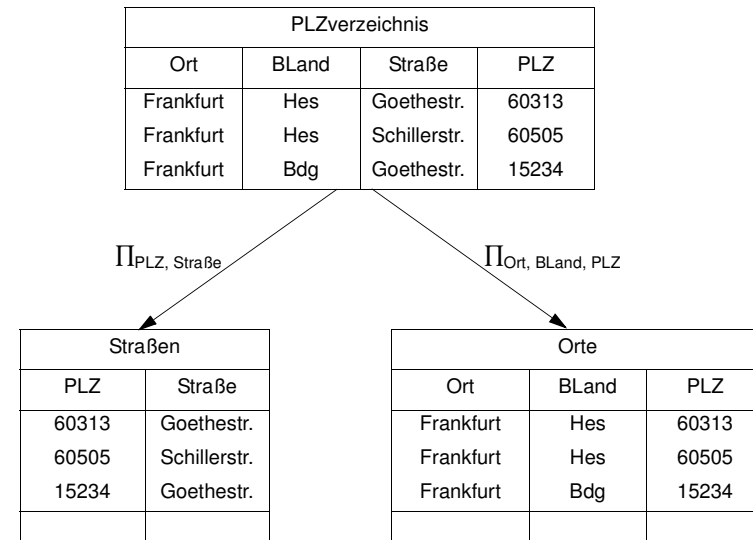 PLZverzeichnis
Ort BLand Straße PLZ
Frankfurt Hes Goethestr. 60313
Frankfurt Hes Schillerstr. 60505
Frankfurt Bdg Goethestr. 15234
Π PLZ, Straße
Π Ort, BLand, PLZ
Straßen
PLZ Straße
60313 Goethestr.
60505 Schillerstr.
15234 Goethestr.
Orte
Ort BLand PLZ
Frankfurt Hes 60313
Frankfurt Hes 60505
Frankfurt Bdg 15234